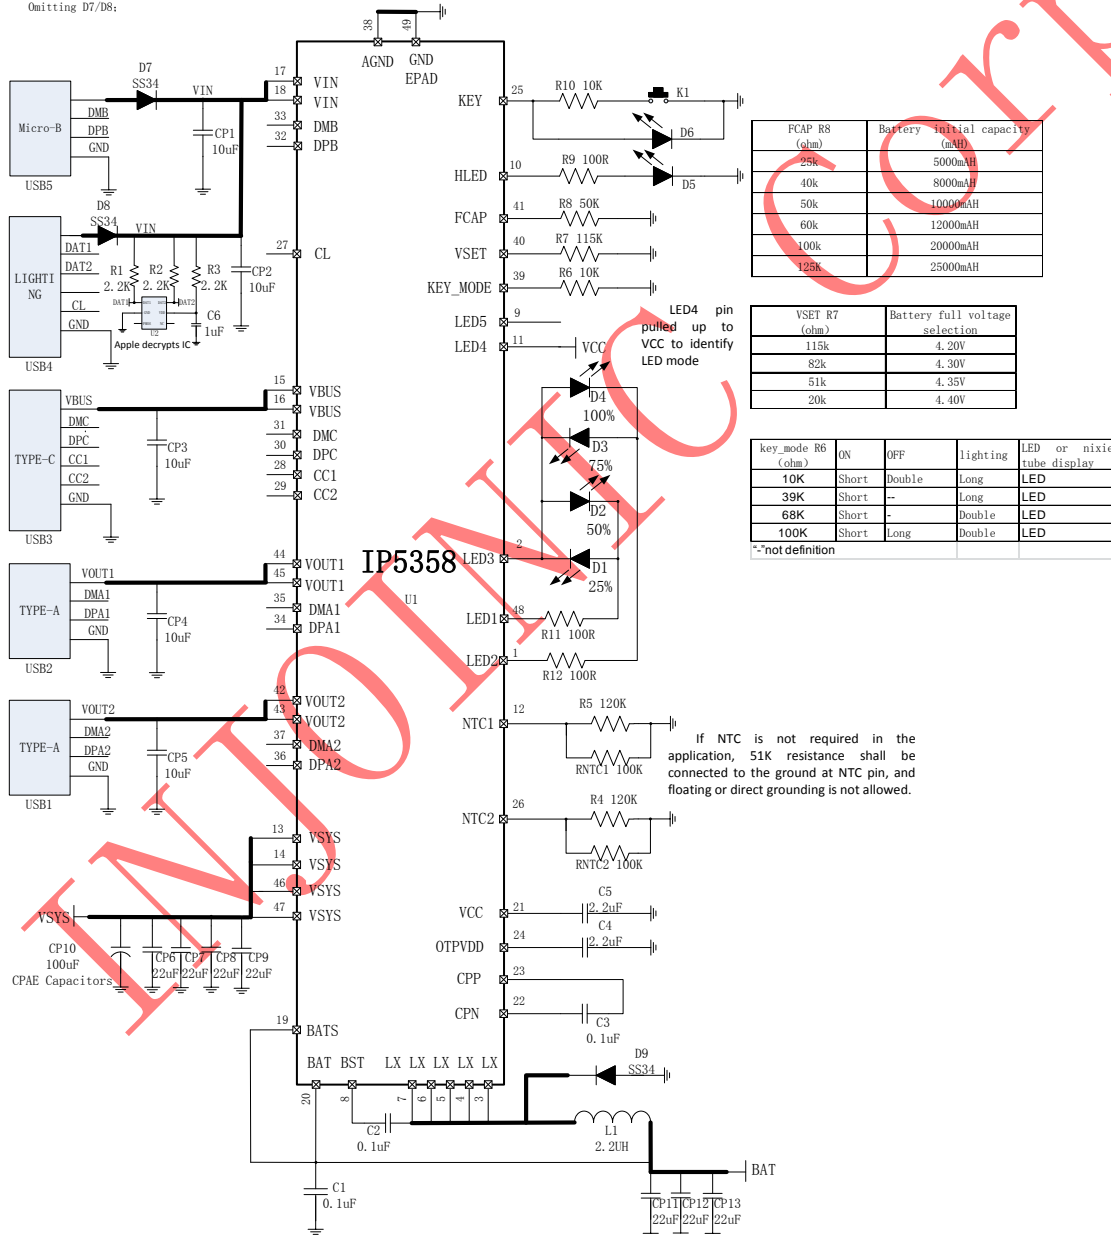 Omitting D7/D8;
38
49
AGND
GND
EPAD
IP5358
U1
Micro-B
DMB
DPB
GND
USB5
D7
SS34
VIN
CP1
10uF
17
VIN
18
VIN
33
DMB
32
DPB
LIGHTI
NG
DAT1
DAT2
CL
GND
USB4
D8
SS34
VIN
R1
2.2K
R2
2.2K
R3
2.2K
DAT1
DAT2
U2
Apple decrypts IC
C6
1uF
CP2
10uF
27
CL
TYPE-C
VBUS
DMC
DPC
CC1
CC2
GND
USB3
CP3
10uF
15
VBUS
16
VBUS
31
DMC
30
DPC
28
CC1
29
CC2
TYPE-A
VOUT1
DMA1
DPA1
GND
USB2
CP4
10uF
44
VOUT1
45
VOUT1
35
DMA1
34
DPA1
TYPE-A
VOUT2
DMA2
DPA2
GND
USB1
CP5
10uF
42
VOUT2
43
VOUT2
37
DMA2
36
DPA2
13
VSYS
14
VSYS
46
VSYS
47
VSYS
VSYS
CP10
100uF
CPAE Capacitors
CP6
22uF
CP7
22uF
CP8
22uF
CP9
22uF
19
BATS
BAT BST LX LX LX LX LX
20
8
7
6
5
4
3
C2
0.1uF
C1
0.1uF
D9
SS34
L1
2.2UH
BAT
CP11
22uF
CP12
22uF
CP13
22uF
KEY
25
R10 10K
K1
D6
HLED
10
R9 100R
D5
FCAP
41
R8 50K
VSET
40
R7 115K
KEY_MODE
39
R6 10K
LED5
9
LED4
11
VCC
LED4 pin
pulled up to
VCC to identify
LED mode
D4
100%
D3
75%
D2
50%
D1
25%
LED3
2
LED1
48
R11 100R
LED2
1
R12 100R
NTC1
12
R5 120K
RNTC1 100K
If NTC is not required in the
application, 51K resistance shall be
connected to the ground at NTC pin, and
floating or direct grounding is not allowed.
NTC2
26
R4 120K
RNTC2 100K
VCC
21
C5
2.2uF
OTPVDD
24
C4
2.2uF
CPP
23
CPN
22
C3
0.1uF
FCAP R8 Battery initial capacity
(ohm) (mAH)
25k 5000mAH
40k 8000mAH
50k 10000mAH
60k 12000mAH
100k 20000mAH
125K 25000mAH
VSET R7 Battery full voltage
(ohm) selection
115k 4.20V
82k 4.30V
51k 4.35V
20k 4.40V
key_mode R6 ON OFF lighting LED or nixie
(ohm) tube display
10K Short Double Long LED
39K Short -- Long LED
68K Short - Double LED
100K Short Long Double LED
“-”not definition
INJOINIC Corp